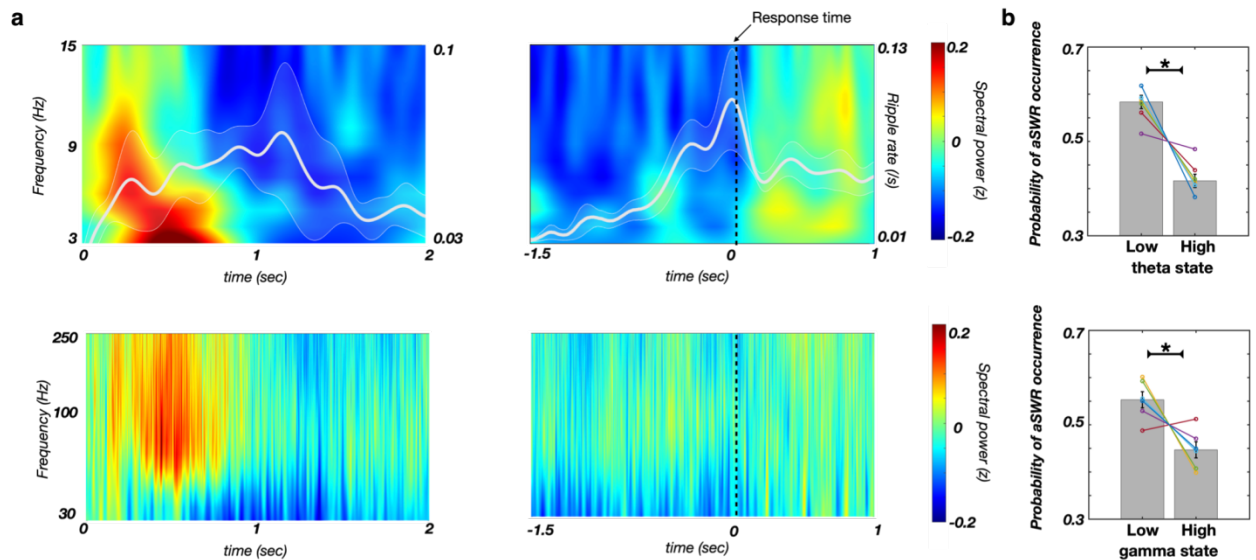 a
Response time
b
15
9
3
Frequency (Hz)
0.1
0.03
0
1
2
time (sec)
0.13
0.01
Ripple rate (/s)
-1.5
0
1
time (sec)
0.2
0
-0.2
Spectral power (z)
0.7
0.5
0.3
Probability of aSWR occurrence
*
Low High
theta state
250
100
30
Frequency (Hz)
0
1
2
time (sec)
-1.5
0
1
time (sec)
0.2
0
-0.2
Spectral power (z)
0.7
0.5
0.3
Probability of aSWR occurrence
*
Low High
gamma state